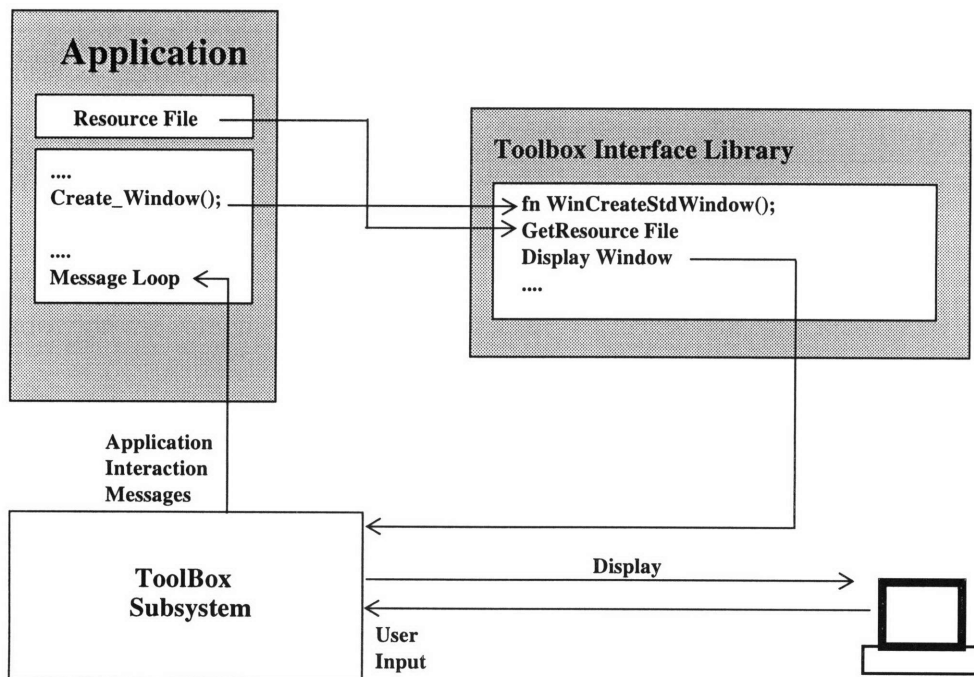 Application
Resource File
....
Create_Window();
....
Message Loop
Toolbox Interface Library
fn WinCreateStdWindow();
GetResource File
Display Window
....
Application
Interaction
Messages
ToolBox
Subsystem
Display
User
Input